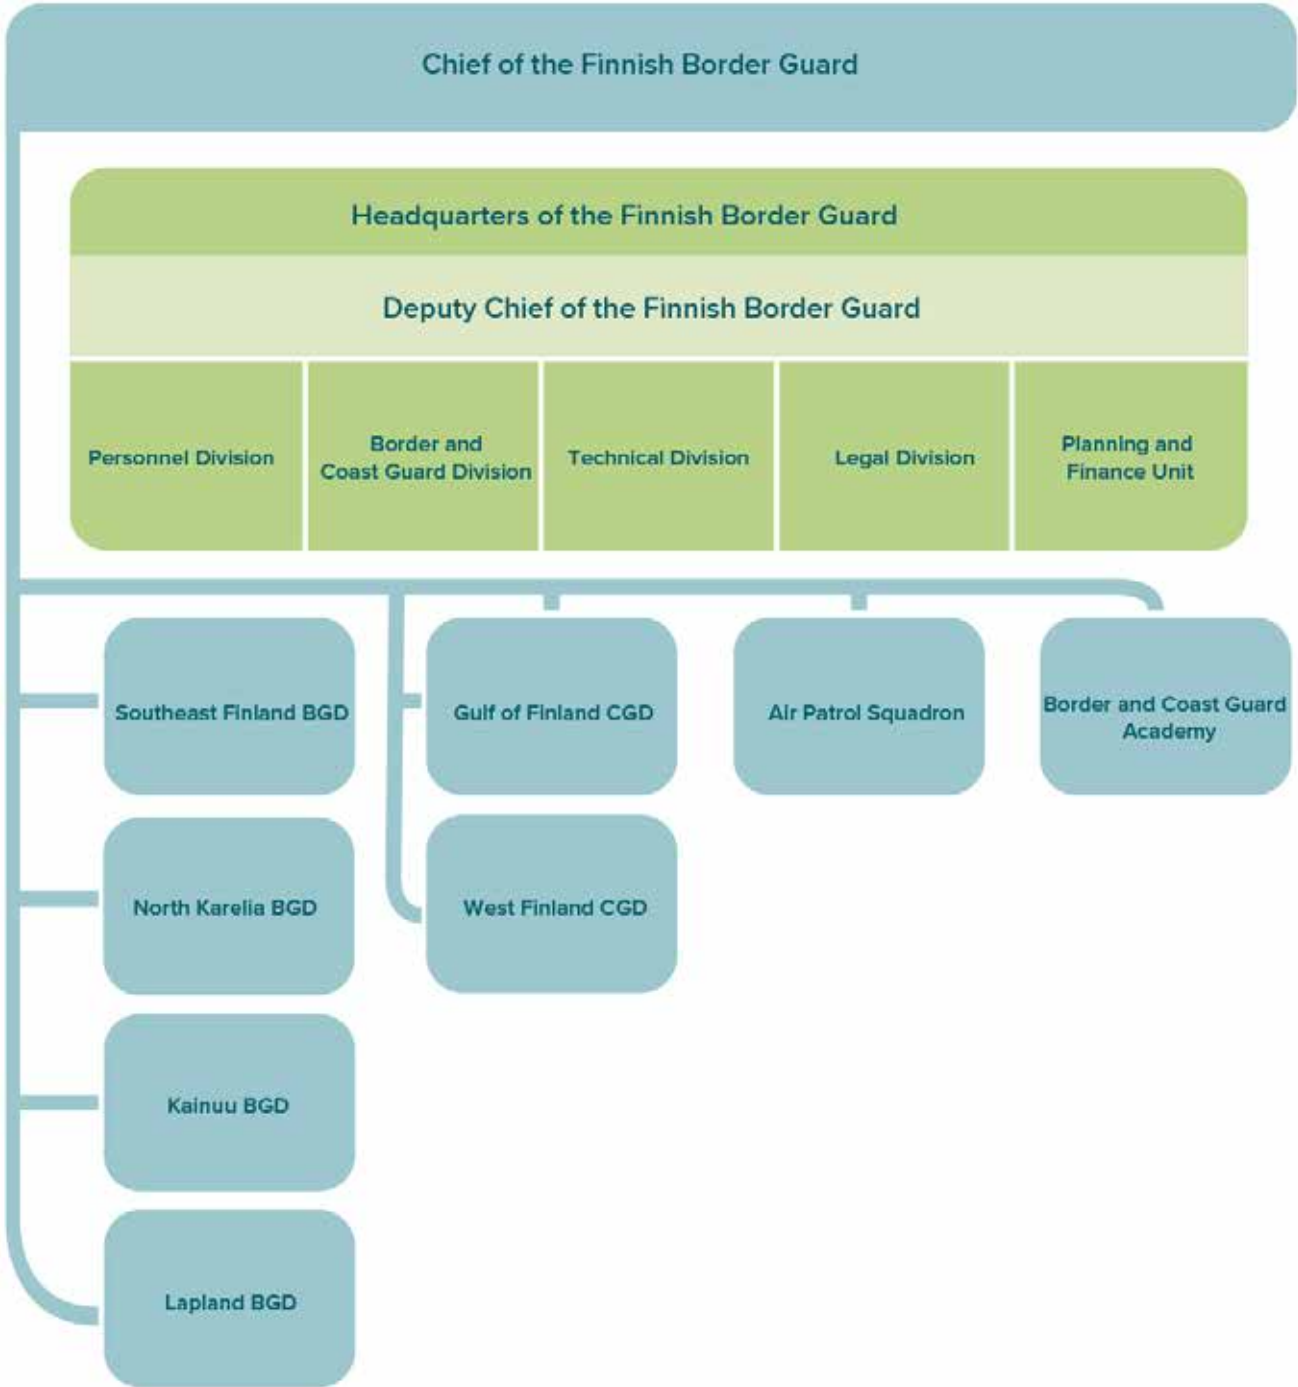 Chief of the Finnish Border Guard
Headquarters of the Finnish Border Guard
Deputy Chief of the Finnish Border Guard
Personnel Division
Border and
Coast Guard Division
Technical Division
Legal Division
Planning and
Finance Unit
Southeast Finland BGD
Gulf of Finland CGD
Air Patrol Squadron
Border and Coast Guard
Academy
North Karelia BGD
West Finland CGD
Kainuu BGD
Lapland BGD